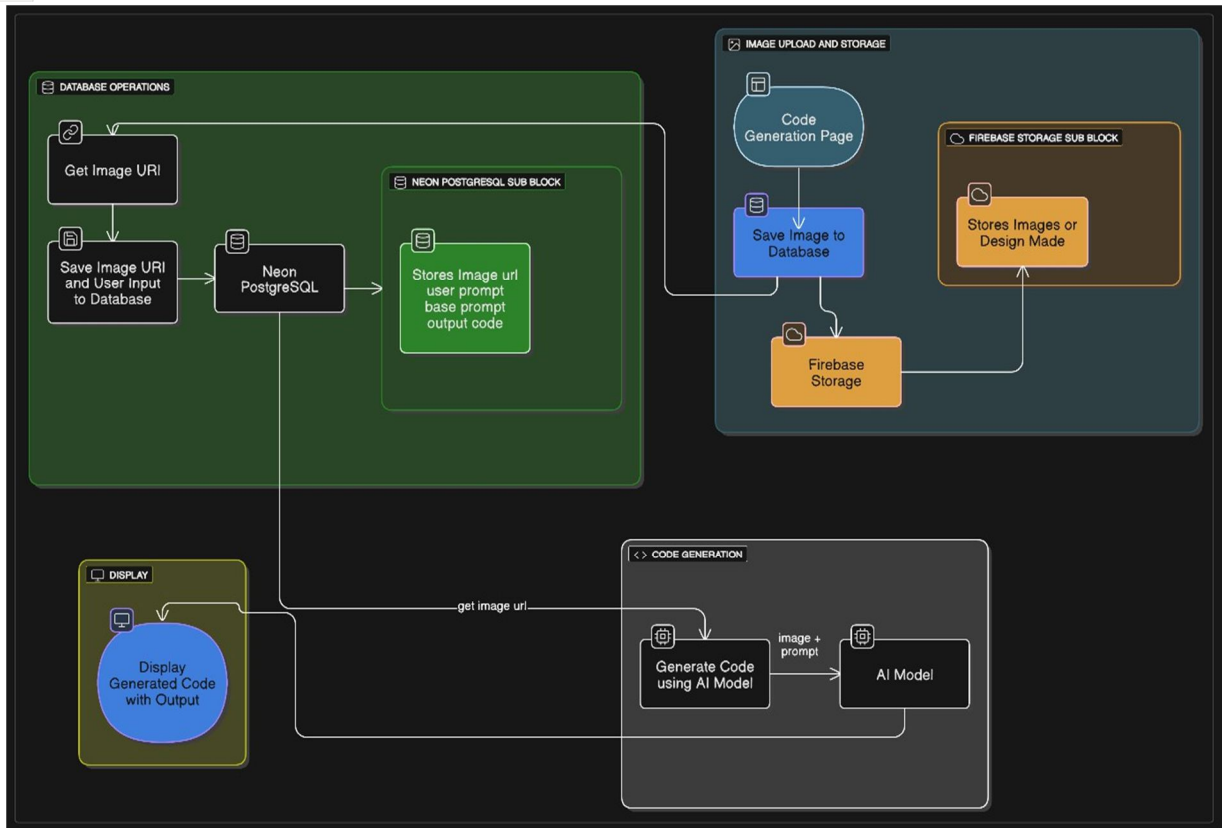 IMAGE UPLOAD AND STORAGE
Code
Generation Page
Save Image to
Database
Firebase
Storage
FIREBASE STORAGE SUB BLOCK
Stores Images or
Design Made
DATABASE OPERATIONS
Get Image URI
Save Image URI
and User Input
to Database
Neon
PostgreSQL
NEON POSTGRESQL SUB BLOCK
Stores Image url
user prompt
base prompt
output code
get image url
CODE GENERATION
Generate Code
using AI Model
image +
prompt
AI Model
DISPLAY
Display
Generated Code
with Output